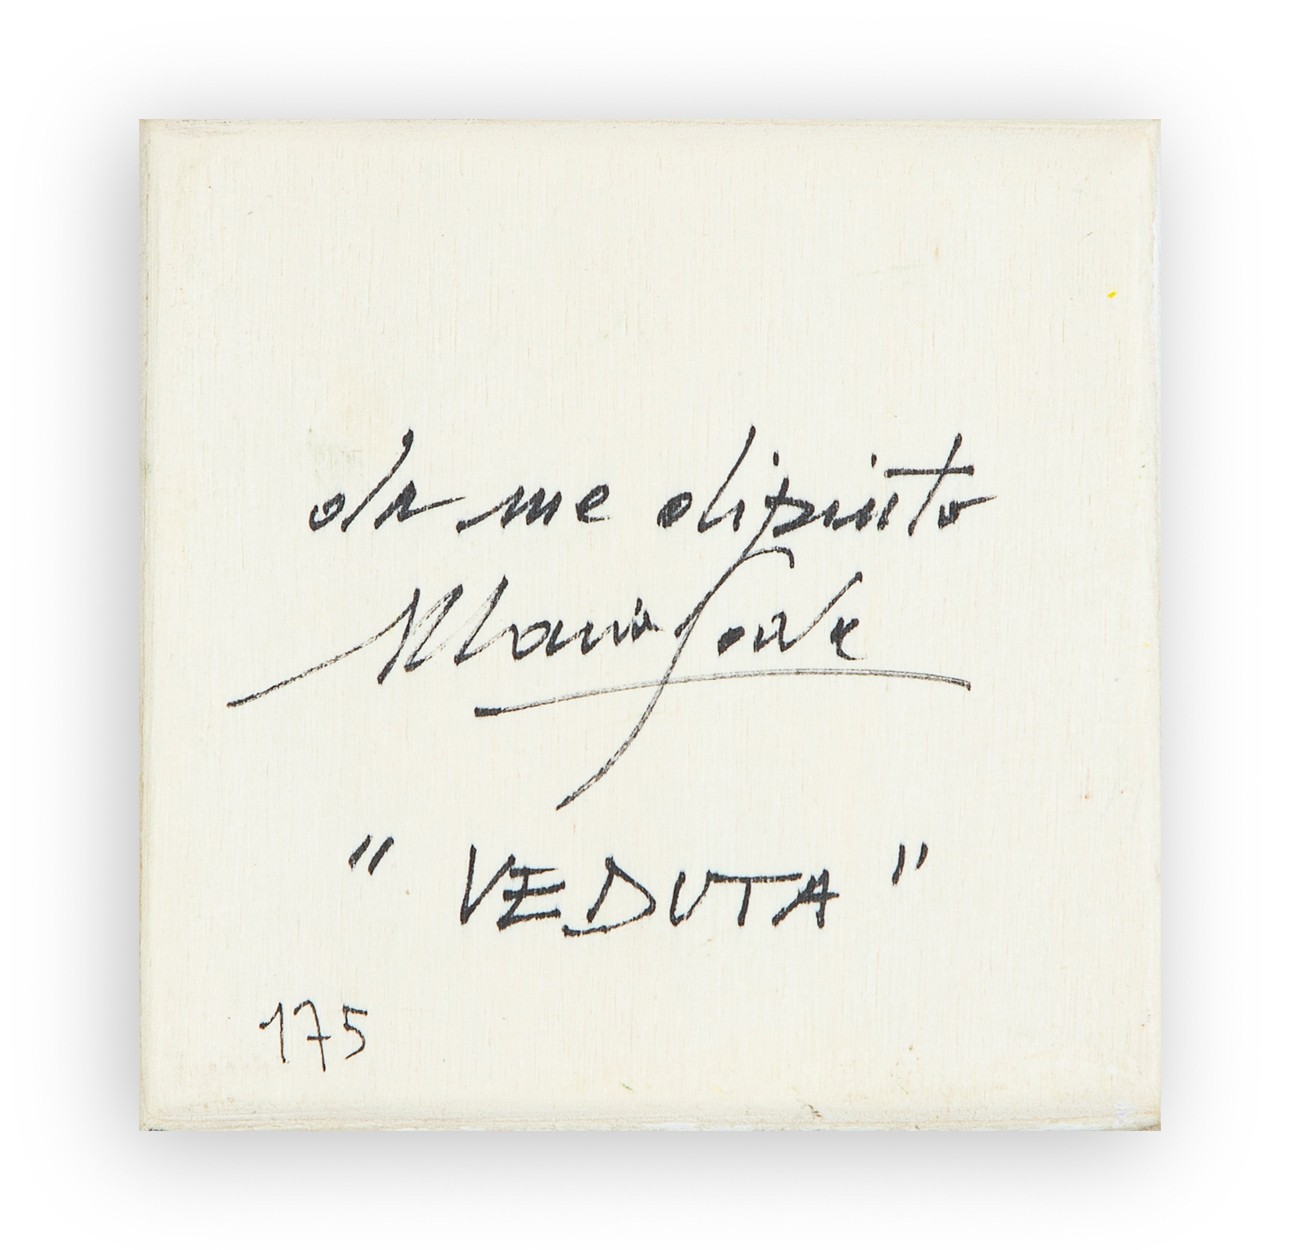 da me dipinto
"VEDUTA"
175